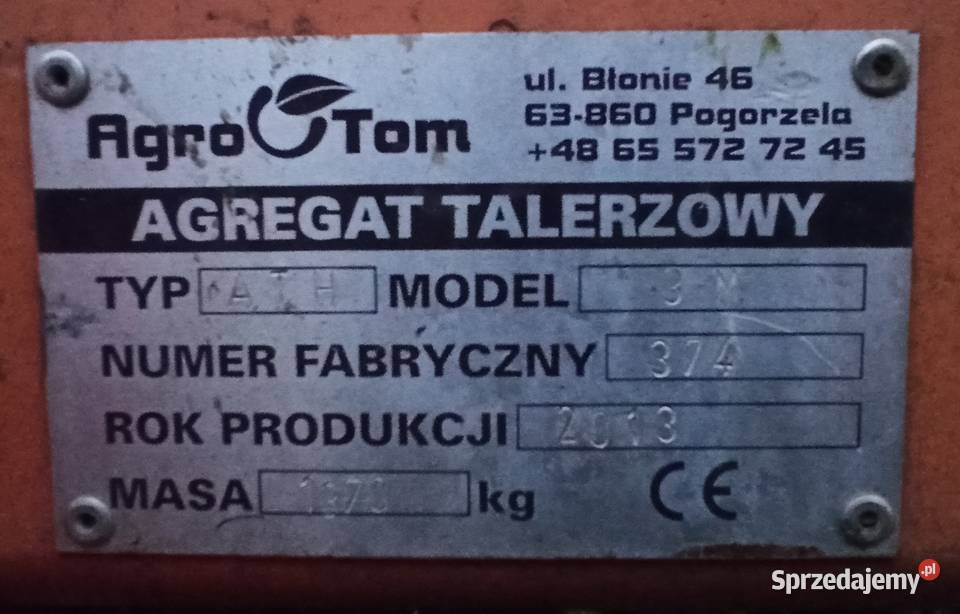 AgroTom
ul. Błonie 46
63-860 Pogorzela
+48 65 572 72 45
AGREGAT TALERZOWY
TYP ATH MODEL 3 M
NUMER FABRYCZNY 374
ROK PRODUKCJI 2013
MASA kg CE
Sprzedajemy.pl